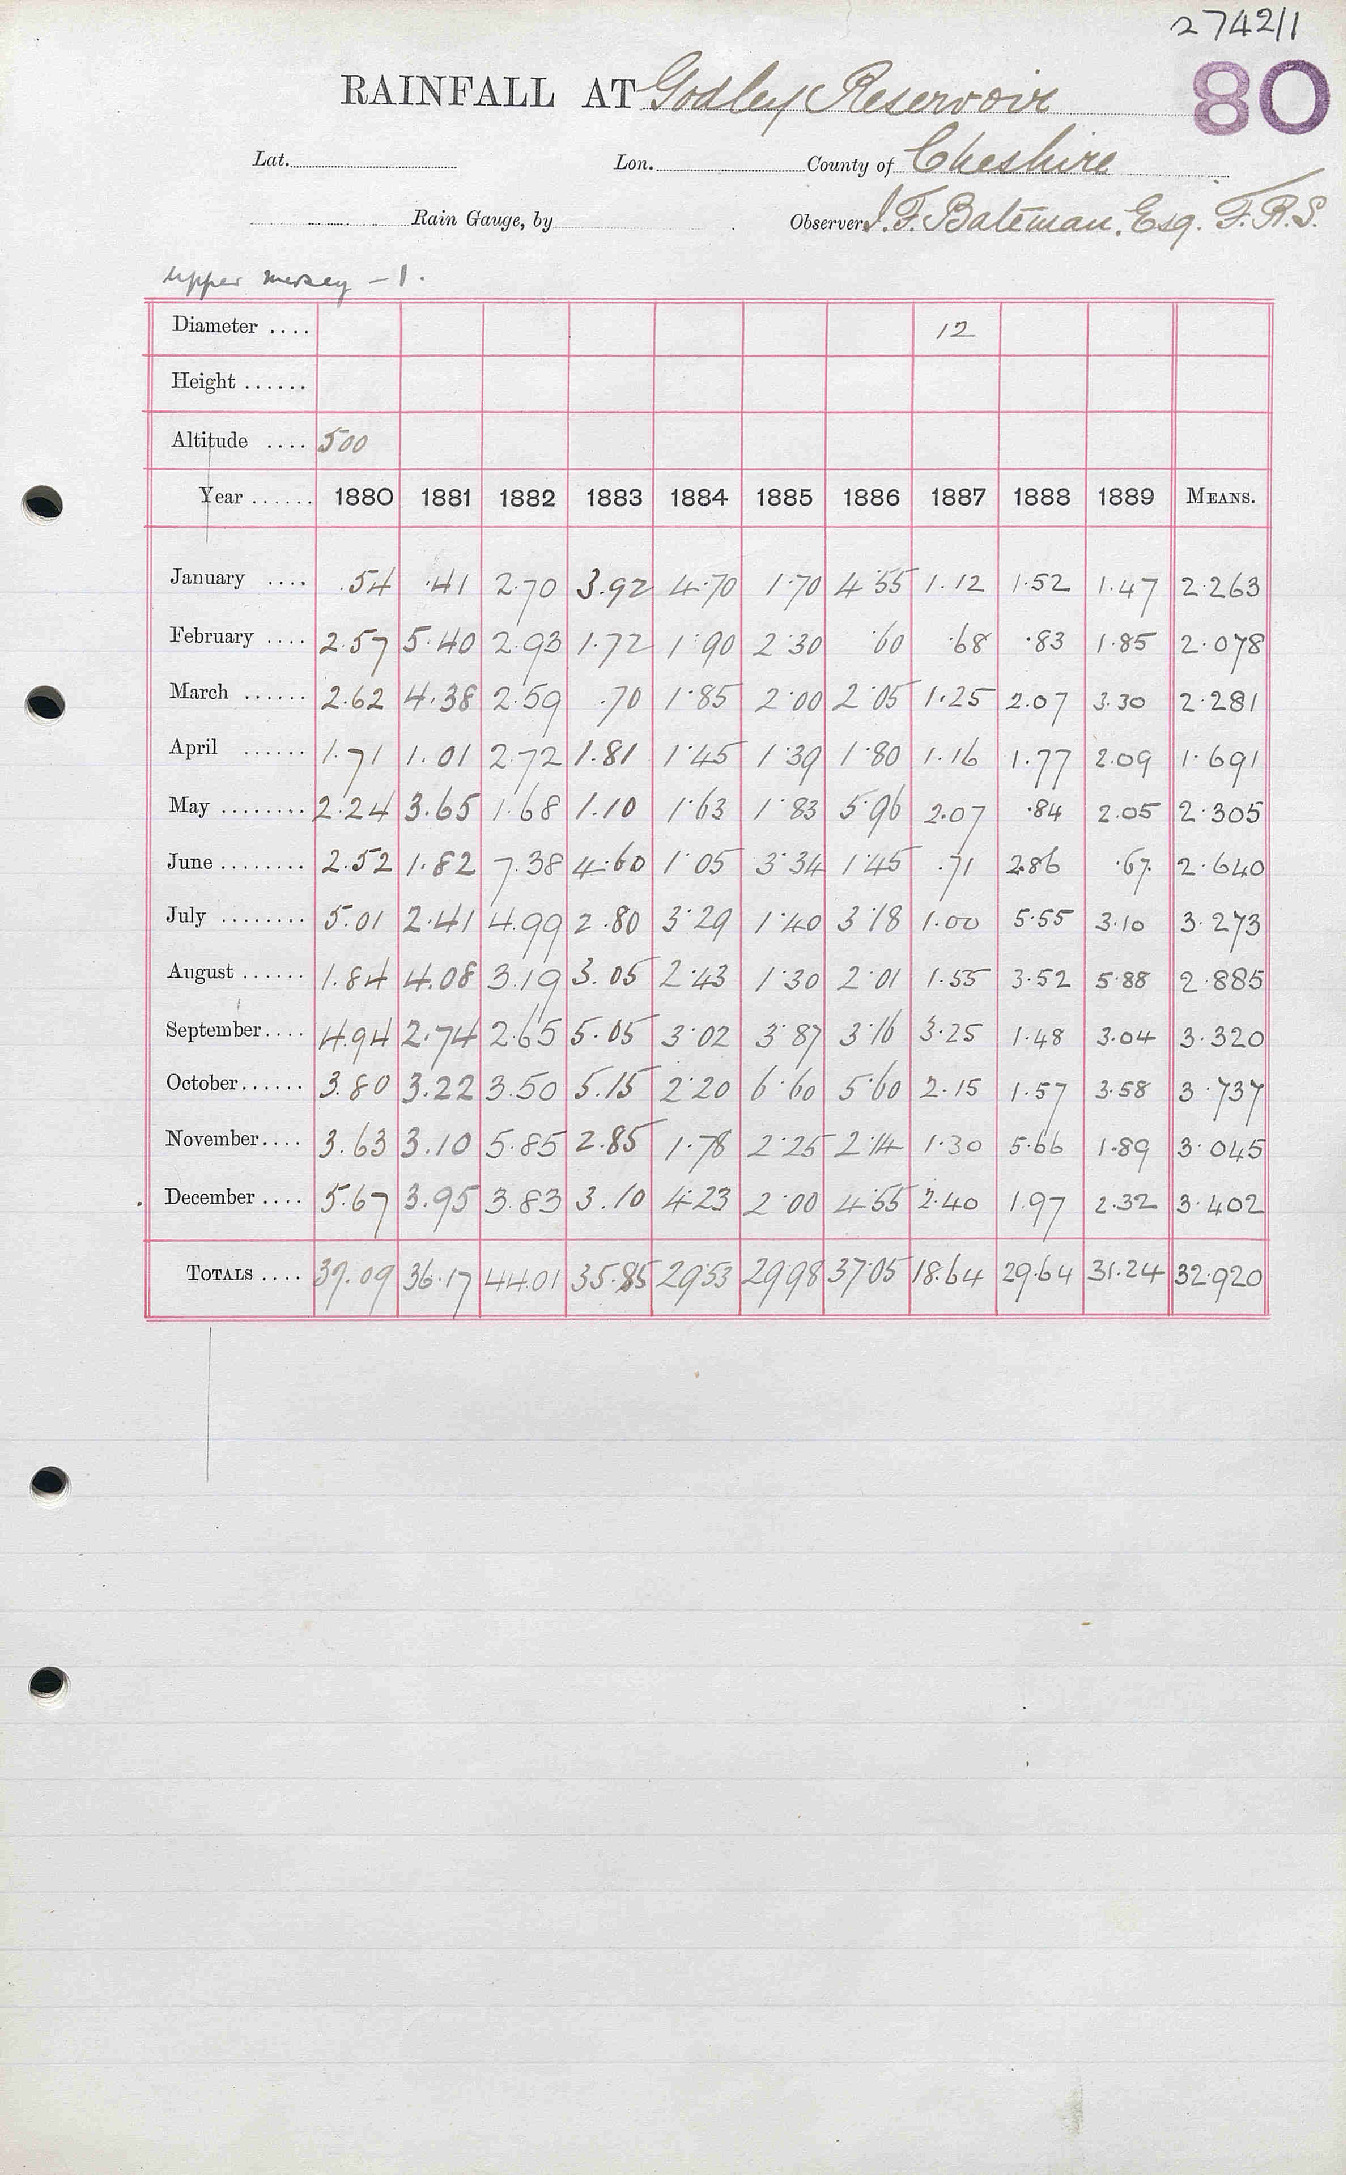 2742/1
80
RAINFALL AT Godley Reservoir
Lat. Lon. County of Cheshire
Rain Gauge, by Observer J. F. Bateman, Esq. F.R.S.
Upper Mersey - 1.
Diameter .... 12
Height ......
Altitude .... 500
Year ...... 1880 1881 1882 1883 1884 1885 1886 1887 1888 1889 MEANS.
January .... .54 .41 2.70 3.92 4.70 1.70 4.55 1.12 1.52 1.47 2.263
February .... 2.57 5.40 2.93 1.72 1.90 2.30 .60 .68 .83 1.85 2.078
March ...... 2.62 4.38 2.59 .70 1.85 2.00 2.05 1.25 2.07 3.30 2.281
April ...... 1.71 1.01 2.72 1.81 1.45 1.39 1.80 1.16 1.77 2.09 1.691
May ........ 2.24 3.65 1.68 1.10 1.63 1.83 5.96 2.07 .84 2.05 2.305
June ........ 2.52 1.82 7.38 4.60 1.05 3.34 1.45 .71 2.86 .67 2.640
July ........ 5.01 2.41 4.99 2.80 3.29 1.40 3.18 1.00 5.55 3.10 3.273
August ...... 1.84 4.08 3.19 3.05 2.43 1.30 2.01 1.55 3.52 5.88 2.885
September.... 4.94 2.74 2.65 5.05 3.02 3.87 3.16 3.25 1.48 3.04 3.320
October...... 3.80 3.22 3.50 5.15 2.20 6.60 5.60 2.15 1.57 3.58 3.737
November.... 3.63 3.10 5.85 2.85 1.78 2.25 2.14 1.30 5.66 1.89 3.045
December .... 5.67 3.95 3.83 3.10 4.23 2.00 4.55 2.40 1.97 2.32 3.402
TOTALS .... 37.09 36.17 44.01 35.85 29.53 29.98 37.05 18.64 29.64 31.24 32.920